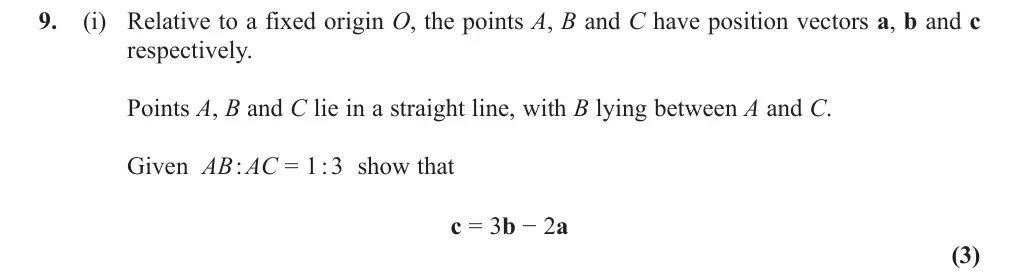 9. (i) Relative to a fixed origin O, the points A, B and C have position vectors a, b and c
respectively.
Points A, B and C lie in a straight line, with B lying between A and C.
Given AB : AC = 1 : 3 show that
c = 3b − 2a
(3)